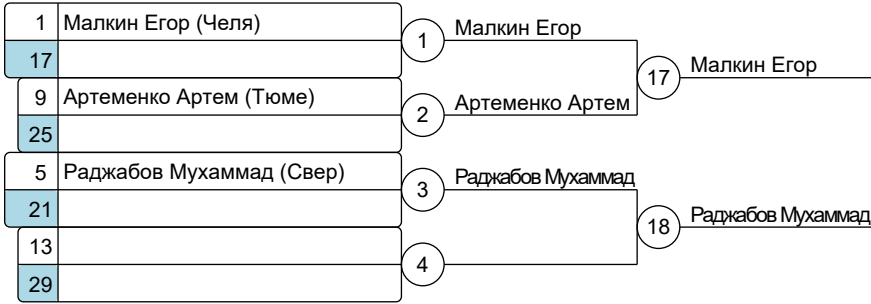 1 Малкин Егор (Челя)
17
1 Малкин Егор
9 Артеменко Артем (Тюме)
25
2 Артеменко Артем
17 Малкин Егор
5 Раджабов Мухаммад (Свер)
21
3 Раджабов Мухаммад
13
29
4
18 Раджабов Мухаммад